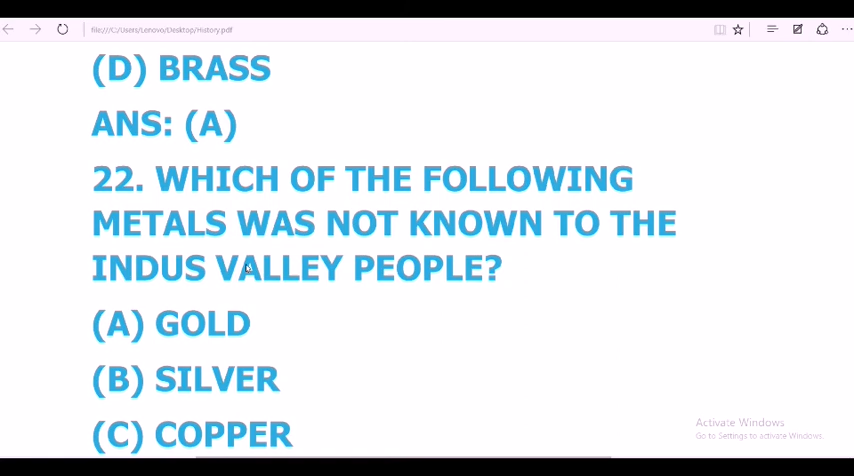 file:///C:/Users/Lenovo/Desktop/History.pdf
(D) BRASS
ANS: (A)
22. WHICH OF THE FOLLOWING
METALS WAS NOT KNOWN TO THE
INDUS VALLEY PEOPLE?
(A) GOLD
(B) SILVER
(C) COPPER
Activate Windows
Go to Settings to activate Windows.